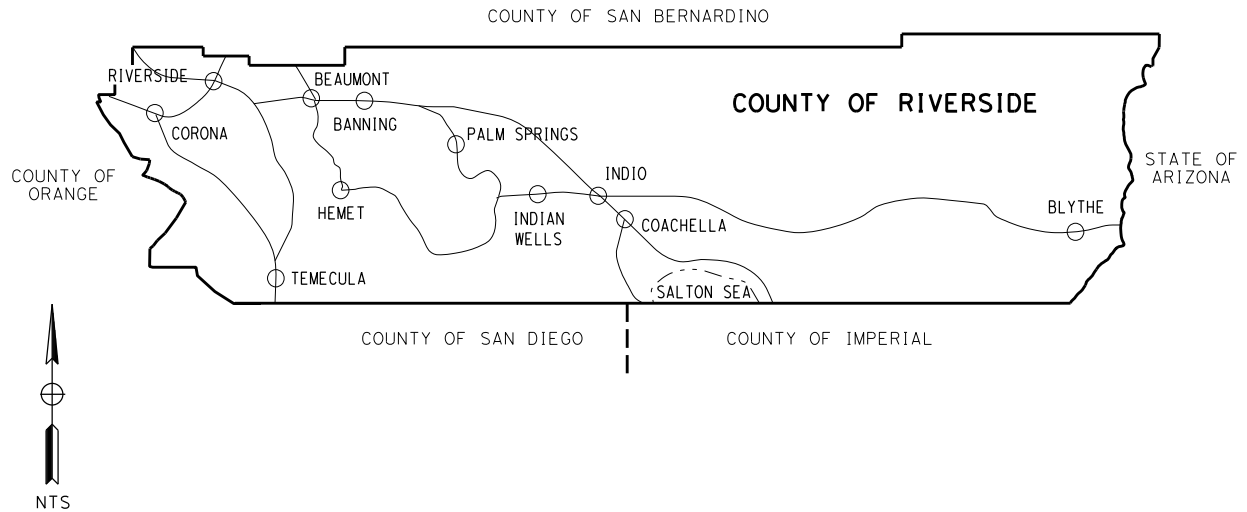 COUNTY OF SAN BERNARDINO
RIVERSIDE
BEAUMONT
COUNTY OF RIVERSIDE
CORONA
BANNING
PALM SPRINGS
COUNTY OF
ORANGE
STATE OF
ARIZONA
INDIO
HEMET
INDIAN
WELLS
COACHELLA
BLYTHE
TEMECULA
SALTON SEA
COUNTY OF SAN DIEGO
COUNTY OF IMPERIAL
NTS